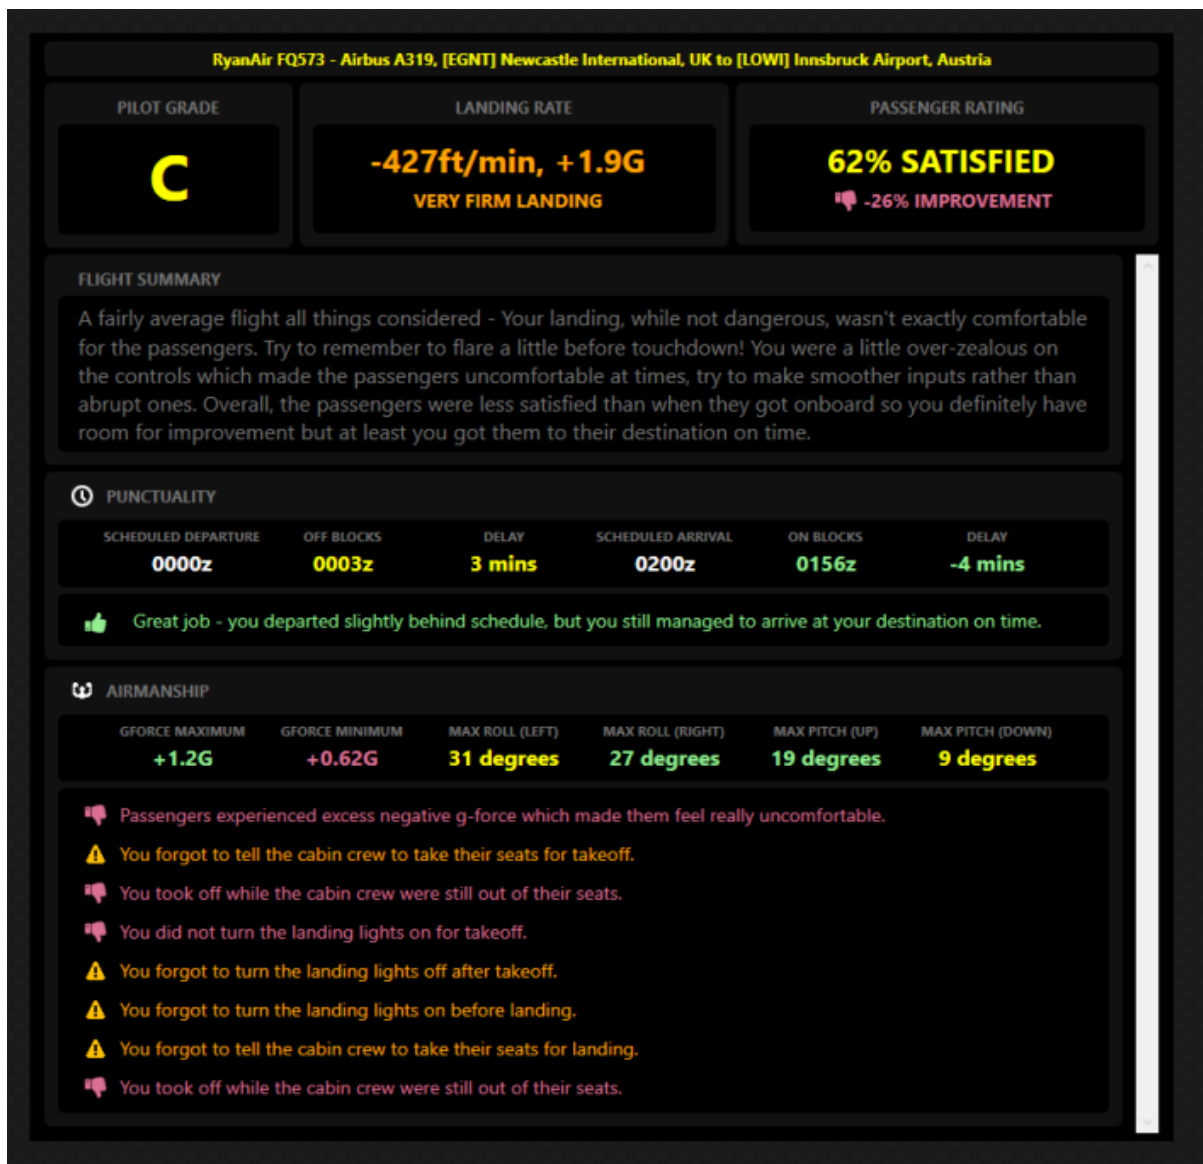 RyanAir FQ573 - Airbus A319, [EGNT] Newcastle International, UK to [LOWI] Innsbruck Airport, Austria
PILOT GRADE
C
LANDING RATE
-427ft/min, +1.9G
VERY FIRM LANDING
PASSENGER RATING
62% SATISFIED
-26% IMPROVEMENT
FLIGHT SUMMARY
A fairly average flight all things considered - Your landing, while not dangerous, wasn't exactly comfortable
for the passengers. Try to remember to flare a little before touchdown! You were a little over-zealous on
the controls which made the passengers uncomfortable at times, try to make smoother inputs rather than
abrupt ones. Overall, the passengers were less satisfied than when they got onboard so you definitely have
room for improvement but at least you got them to their destination on time.
PUNCTUALITY
SCHEDULED DEPARTURE OFF BLOCKS DELAY SCHEDULED ARRIVAL ON BLOCKS DELAY
0000z 0003z 3 mins 0200z 0156z -4 mins
Great job - you departed slightly behind schedule, but you still managed to arrive at your destination on time.
AIRMANSHIP
GFORCE MAXIMUM GFORCE MINIMUM MAX ROLL (LEFT) MAX ROLL (RIGHT) MAX PITCH (UP) MAX PITCH (DOWN)
+1.2G +0.62G 31 degrees 27 degrees 19 degrees 9 degrees
Passengers experienced excess negative g-force which made them feel really uncomfortable.
You forgot to tell the cabin crew to take their seats for takeoff.
You took off while the cabin crew were still out of their seats.
You did not turn the landing lights on for takeoff.
You forgot to turn the landing lights off after takeoff.
You forgot to turn the landing lights on before landing.
You forgot to tell the cabin crew to take their seats for landing.
You took off while the cabin crew were still out of their seats.